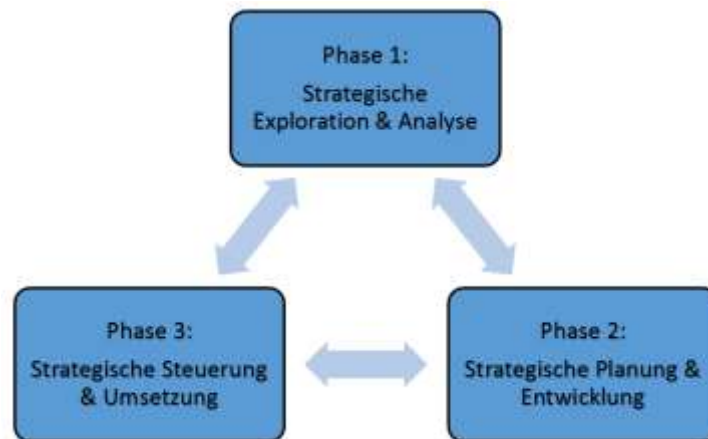 Phase 1:
Strategische
Exploration & Analyse
Phase 3:
Strategische Steuerung
& Umsetzung
Phase 2:
Strategische Planung &
Entwicklung